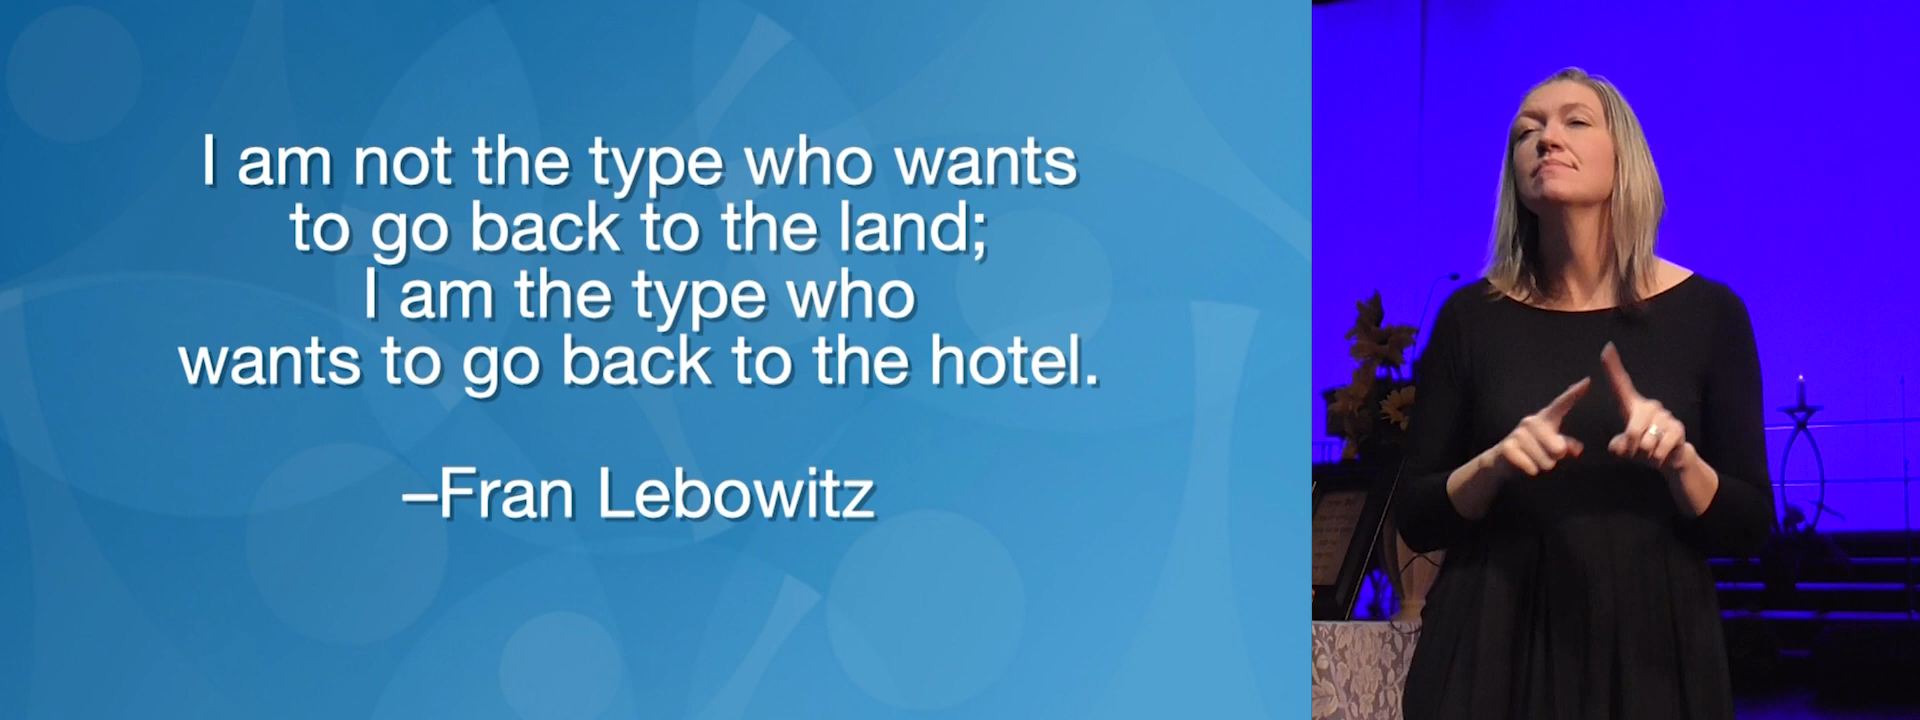 I am not the type who wants
to go back to the land;
I am the type who
wants to go back to the hotel.
–Fran Lebowitz